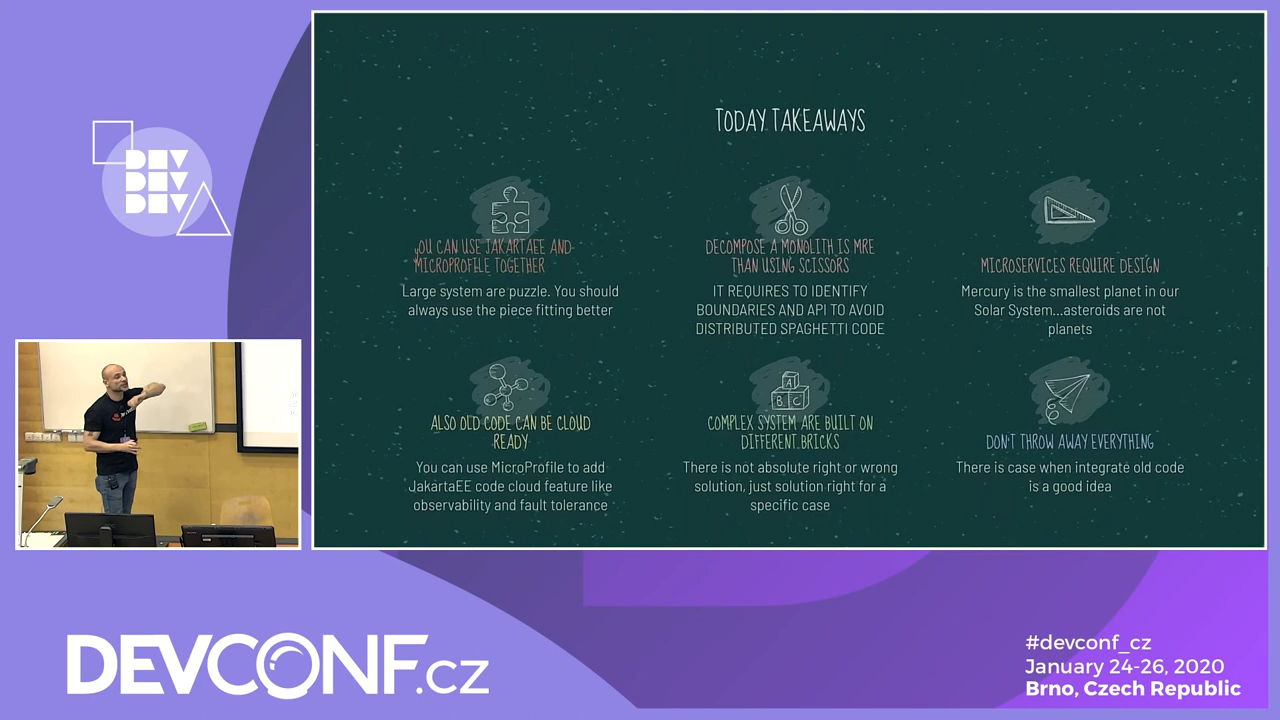 DEV
DEV
DEV
TODAY TAKEAWAYS
YOU CAN USE JAKARTAEE AND
MICROPROFILE TOGETHER
Large system are puzzle. You should
always use the piece fitting better
DECOMPOSE A MONOLITH IS MRE
THAN USING SCISSORS
IT REQUIRES TO IDENTIFY
BOUNDARIES AND API TO AVOID
DISTRIBUTED SPAGHETTI CODE
MICROSERVICES REQUIRE DESIGN
Mercury is the smallest planet in our
Solar System...asteroids are not
planets
ALSO OLD CODE CAN BE CLOUD
READY
You can use MicroProfile to add
JakartaEE code cloud feature like
observability and fault tolerance
A
B C
COMPLEX SYSTEM ARE BUILT ON
DIFFERENT BRICKS
There is not absolute right or wrong
solution, just solution right for a
specific case
DON'T THROW AWAY EVERYTHING
There is case when integrate old code
is a good idea
DEVCONF.cz
#devconf_cz
January 24-26, 2020
Brno, Czech Republic